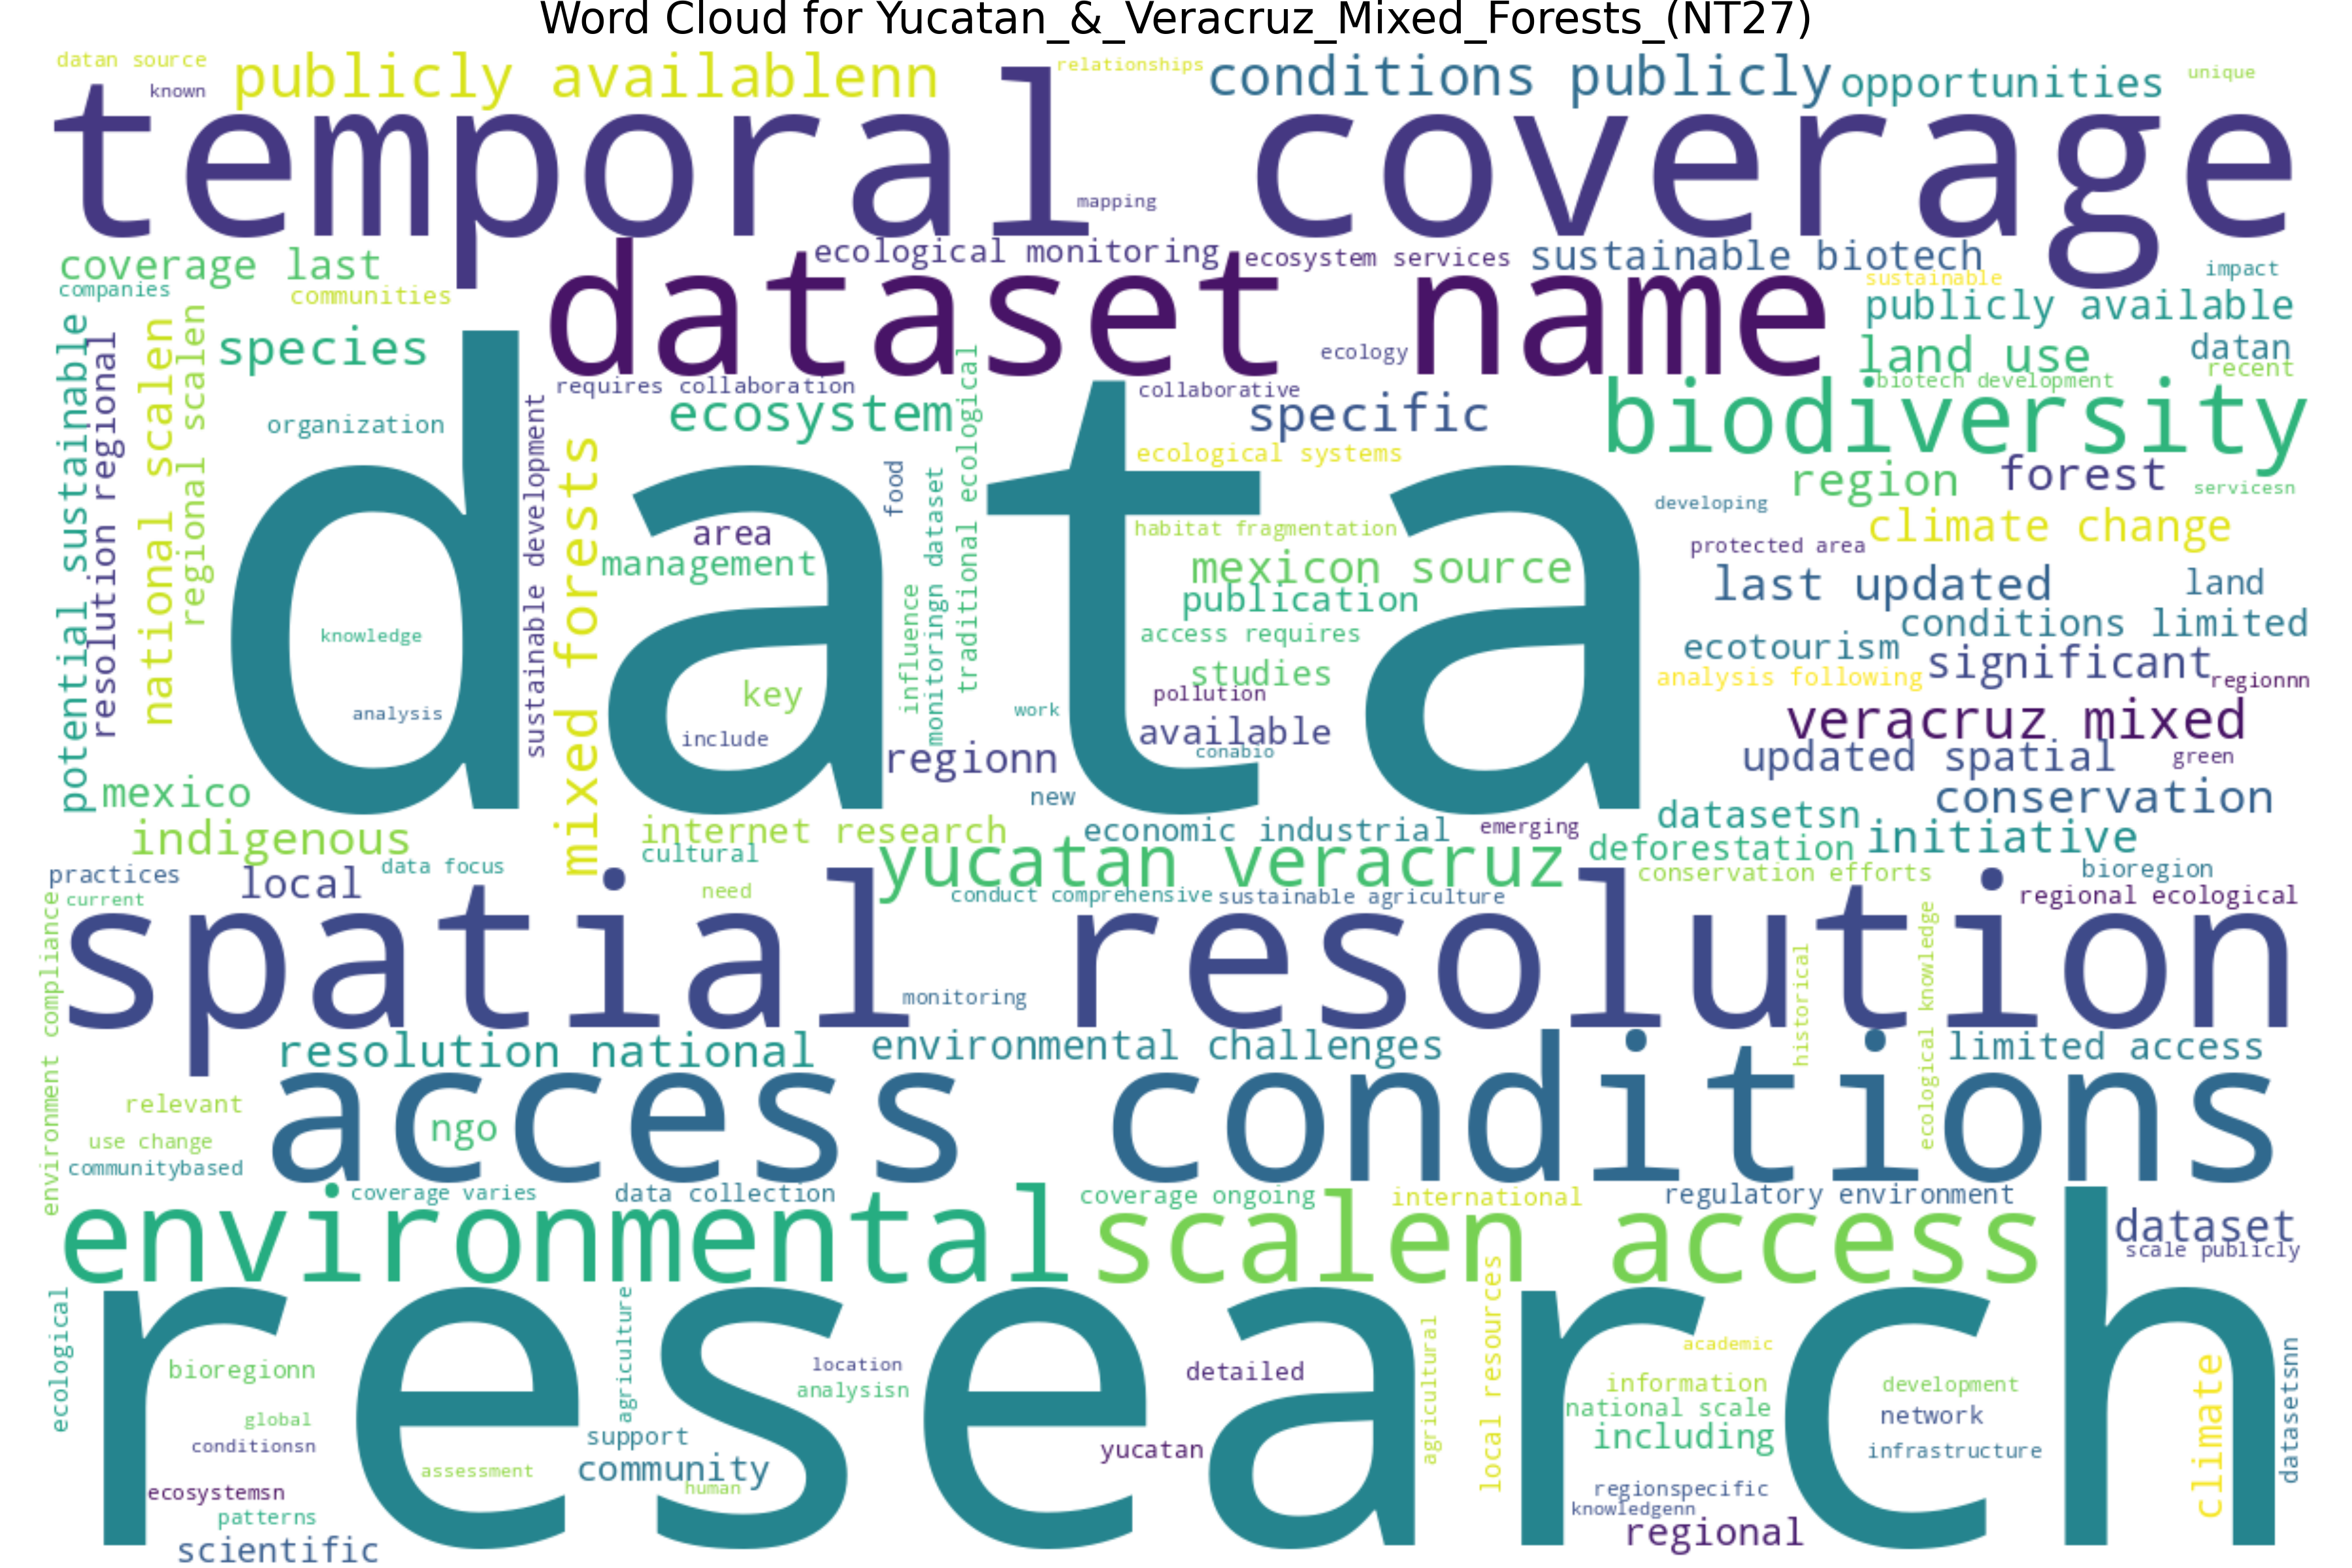 Word Cloud for Yucatan_&_Veracruz_Mixed_Forests_(NT27)
datan source
known
publicly availablenn
relationships
conditions publicly
opportunities
unique
temporal coverage
mapping
coverage last
companies
communities
ecological monitoring
ecosystem services
sustainable biotech
sustainable
impact
publicly available
dataset name
ecology
land use
datan
recent
biotech development
potential sustainable
resolution regional
national scalen
regional scalen
species
organization
requires collaboration
ecosystem
collaborative
specific
biodiversity
ecological systems
region
forest
servicesn
developing
data
sustainable development
mixed forests
area
management
food
influence
monitoringn dataset
traditional ecological
habitat fragmentation
mexicon source
publication
access requires
studies
pollution
available
conabio
climate change
protected area
last updated
land
conditions limited
ecotourism
significant
analysis following
regionnn
veracruz mixed
updated spatial
green
conservation
knowledge
analysis
key
include
work
regionn
new
mexico
indigenous
internet research
cultural
economic industrial
emerging
datasetsn
initiative
deforestation
yucatan veracruz
practices
current
local
data focus
need
conduct comprehensive
sustainable agriculture
conservation efforts
bioregion
regional ecological
environment compliance
spatial resolution
monitoring
historical
ecological knowledge
resolution national
environmental challenges
limited access
relevant
use change
communitybased
ngo
access conditions
coverage varies
data collection
coverage ongoing
international
regulatory environment
environmental
scalen access
dataset
scale publicly
ecological
research
bioregionn
global
conditionsn
ecosystemsn
patterns
scientific
assessment
agriculture
support
community
human
location
analysisn
detailed
yucatan
agricultural
local resources
academic
information
national scale
including
regionspecific
knowledgenn
regional
development
network
infrastructure
climate
datasetsnn